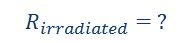 R_irradiated = ?